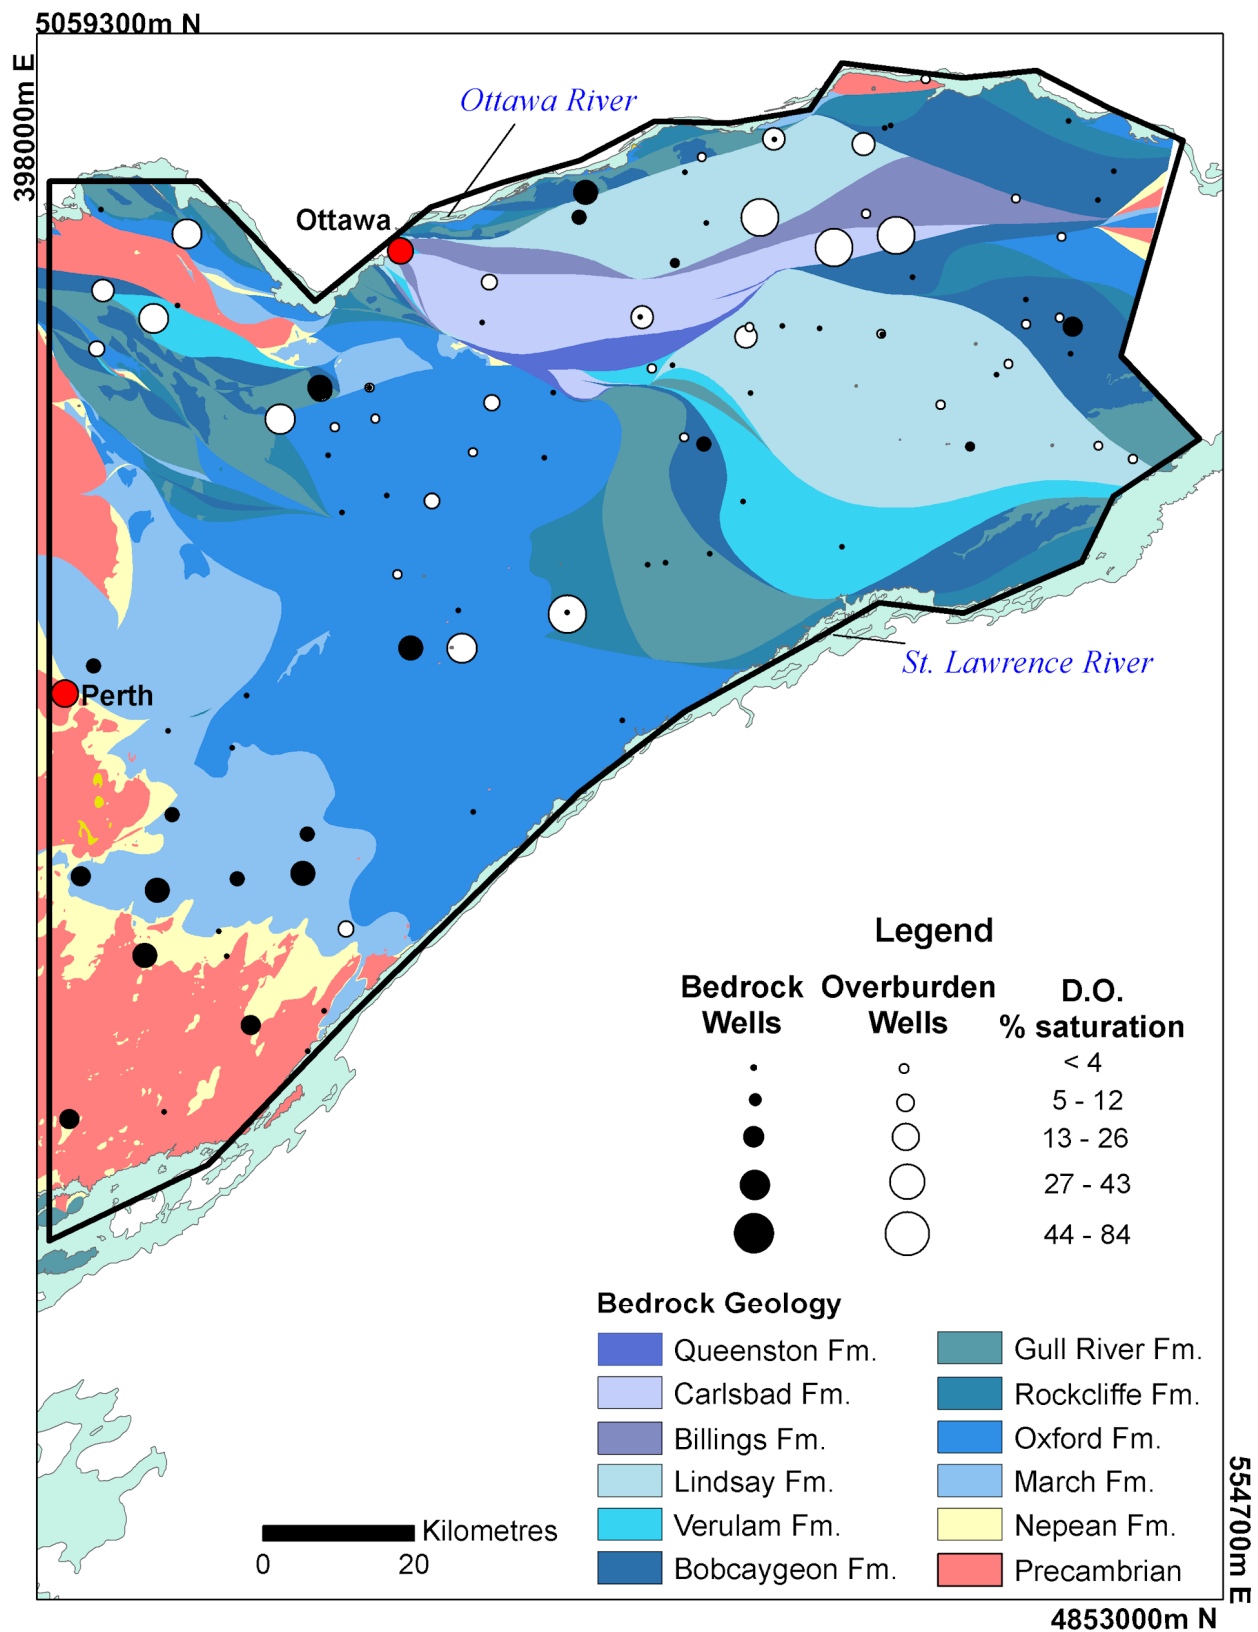 5059300m N
398000m E
Ottawa River
Ottawa
St. Lawrence River
Perth
Legend
Bedrock Wells
Overburden Wells
D.O. % saturation
< 4
5 - 12
13 - 26
27 - 43
44 - 84
Bedrock Geology
Queenston Fm.
Carlsbad Fm.
Billings Fm.
Lindsay Fm.
Verulam Fm.
Bobcaygeon Fm.
Gull River Fm.
Rockcliffe Fm.
Oxford Fm.
March Fm.
Nepean Fm.
Precambrian
Kilometres
0 20
554700m E
4853000m N